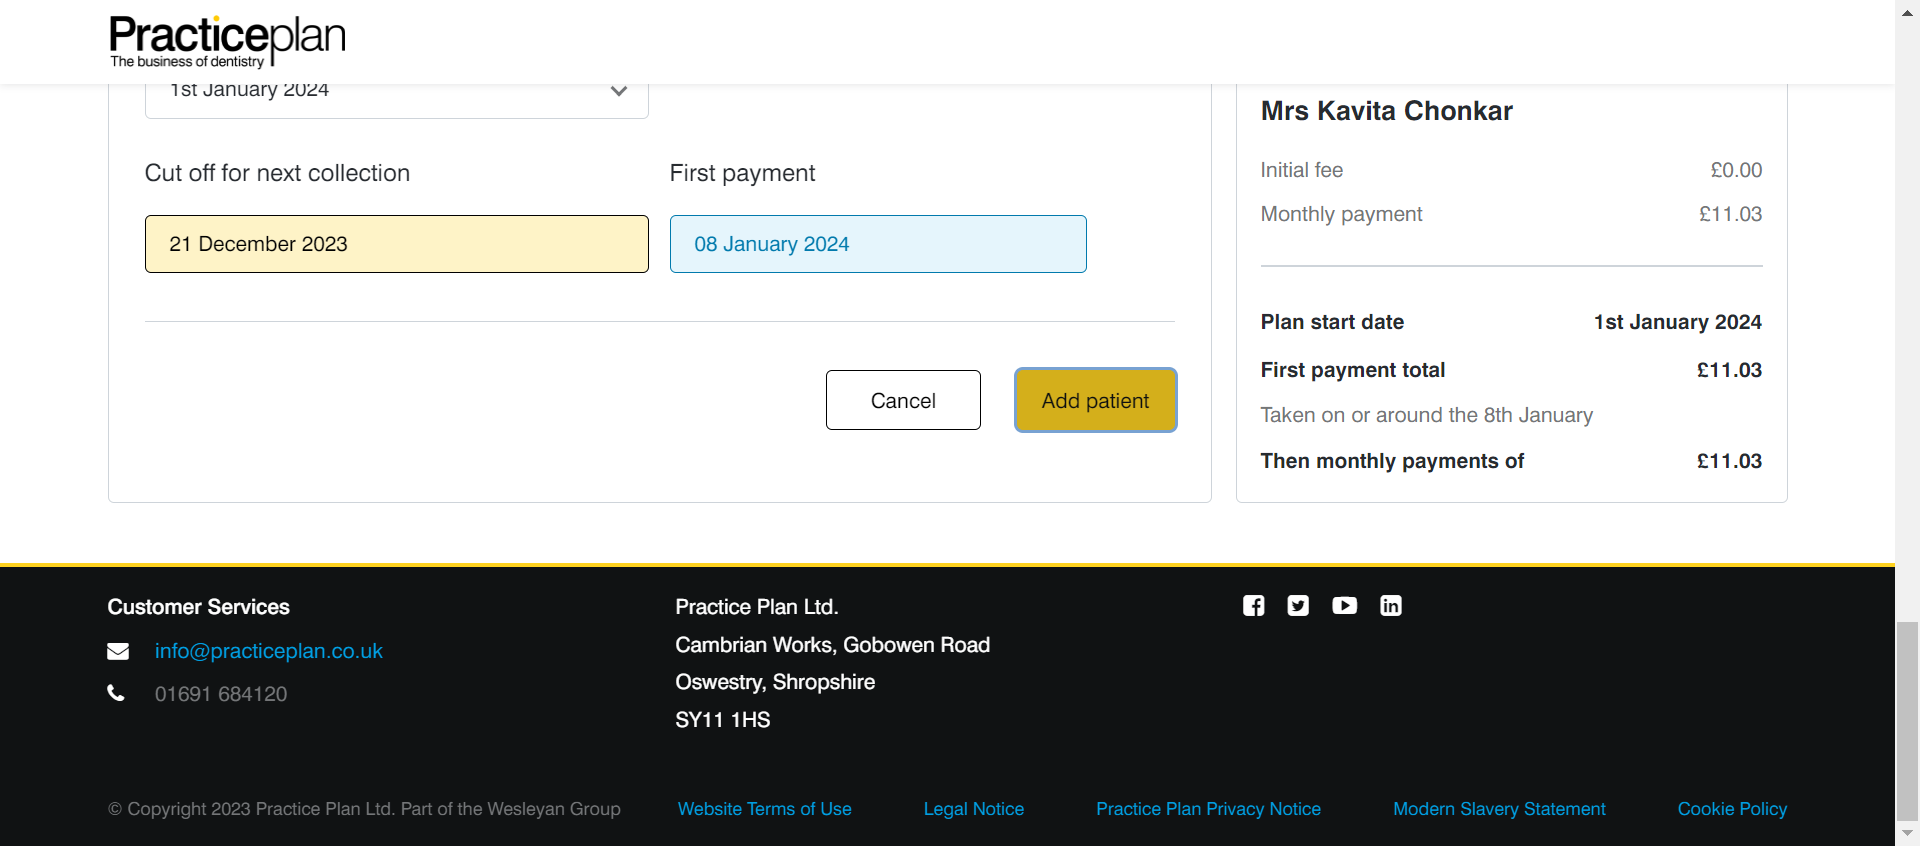 Practiceplan
The business of dentistry
1st January 2024
Cut off for next collection
First payment
21 December 2023
08 January 2024
Cancel
Add patient
Mrs Kavita Chonkar
Initial fee £0.00
Monthly payment £11.03
Plan start date 1st January 2024
First payment total £11.03
Taken on or around the 8th January
Then monthly payments of £11.03
Customer Services
info@practiceplan.co.uk
01691 684120
Practice Plan Ltd.
Cambrian Works, Gobowen Road
Oswestry, Shropshire
SY11 1HS
© Copyright 2023 Practice Plan Ltd. Part of the Wesleyan Group
Website Terms of Use
Legal Notice
Practice Plan Privacy Notice
Modern Slavery Statement
Cookie Policy